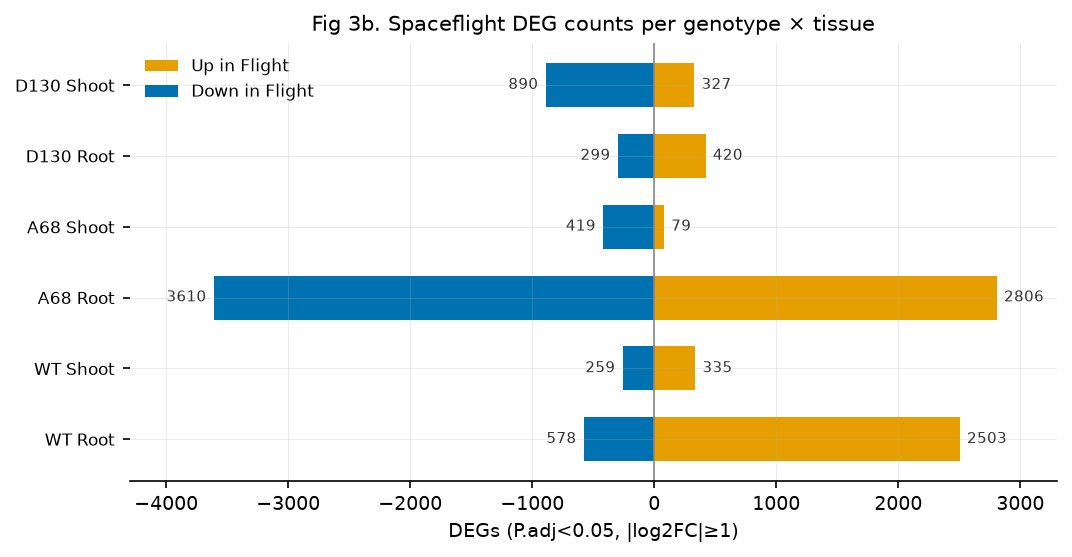 Fig 3b. Spaceflight DEG counts per genotype × tissue
Up in Flight
Down in Flight
D130 Shoot
890
327
D130 Root
299
420
A68 Shoot
419
79
A68 Root
3610
2806
WT Shoot
259
335
WT Root
578
2503
−4000 −3000 −2000 −1000 0 1000 2000 3000
DEGs (P.adj<0.05, |log2FC|≥1)